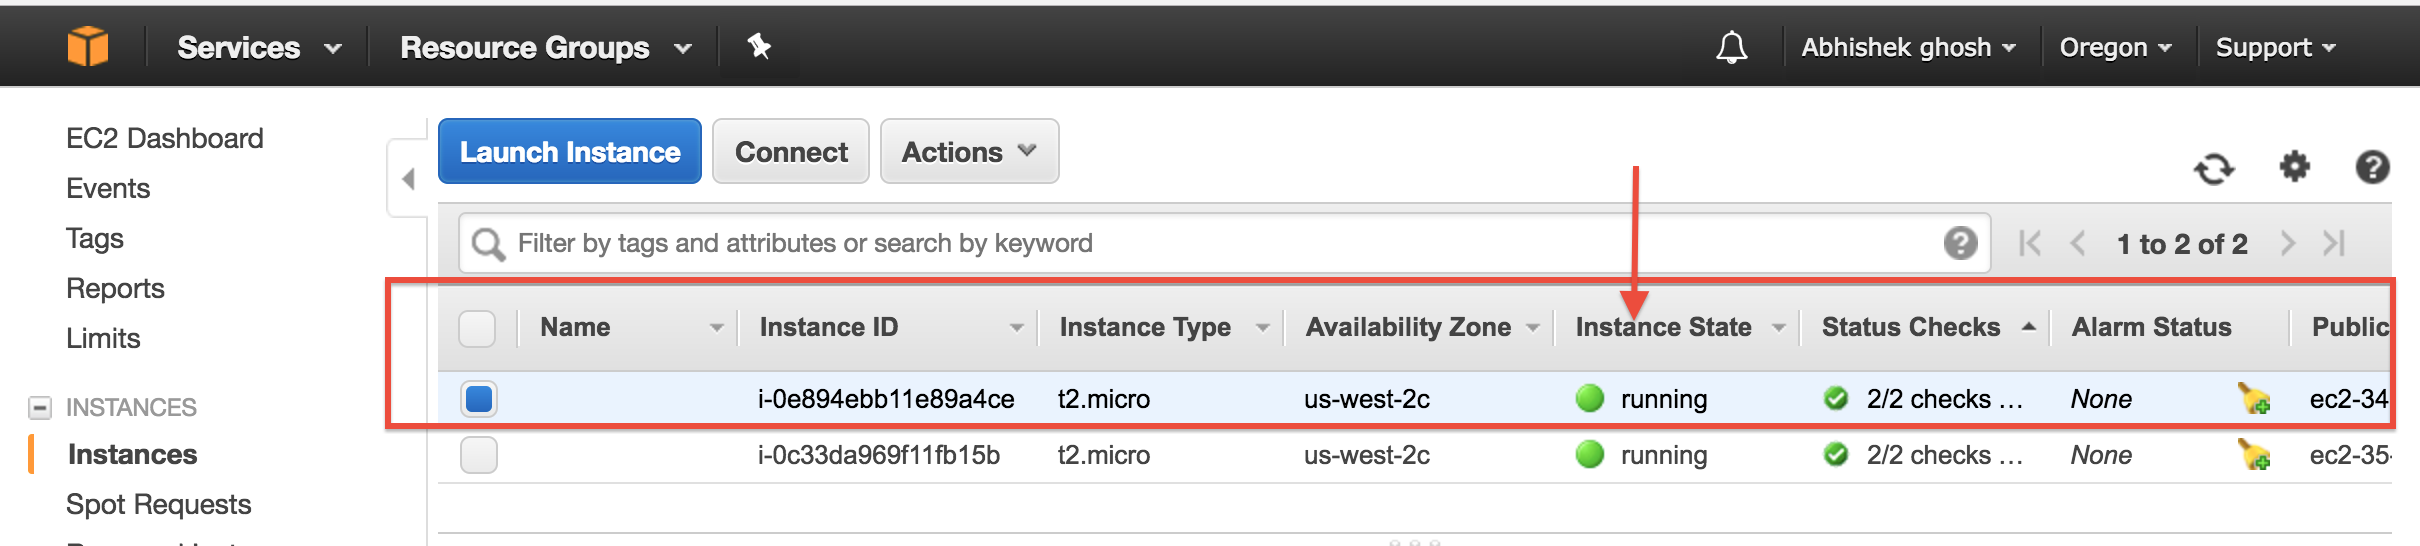 Services Resource Groups Abhishek ghosh Oregon Support
EC2 Dashboard
Events
Tags
Reports
Limits
INSTANCES
Instances
Spot Requests
Launch Instance Connect Actions
Filter by tags and attributes or search by keyword 1 to 2 of 2
Name Instance ID Instance Type Availability Zone Instance State Status Checks Alarm Status Public
i-0e894ebb11e89a4ce t2.micro us-west-2c running 2/2 checks ... None ec2-34
i-0c33da969f11fb15b t2.micro us-west-2c running 2/2 checks ... None ec2-35-